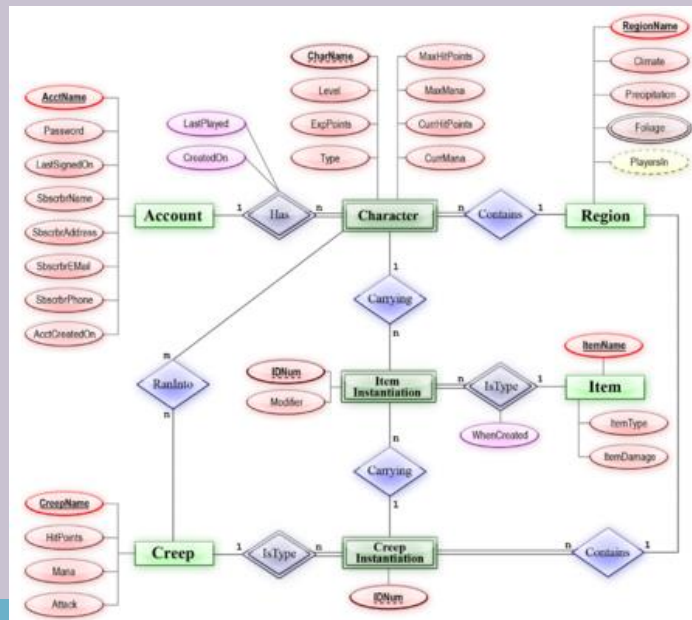 RegionName
CharName
MaxHitPoints
Climate
AcctName
Level
MaxMana
Precipitation
Password
LastPlayed
ExpPoints
CurrHitPoints
Foliage
LastSignedOn
CreatedOn
Type
CurrMana
PlayersIn
SbscrbrName
Account
1
Has
n
Character
n
Contains
1
Region
SbscrbrAddress
SbscrbrEMail
1
SbscrbrPhone
Carrying
AcctCreatedOn
m
n
ItemName
RanInto
IDNum
Item
Instantiation
n
IsType
1
Item
n
Modifier
n
WhenCreated
ItemType
Carrying
ItemDamage
CreepName
1
HitPoints
Creep
1
IsType
n
Creep
Instantiation
n
Contains
1
Mana
Attack
IDNum